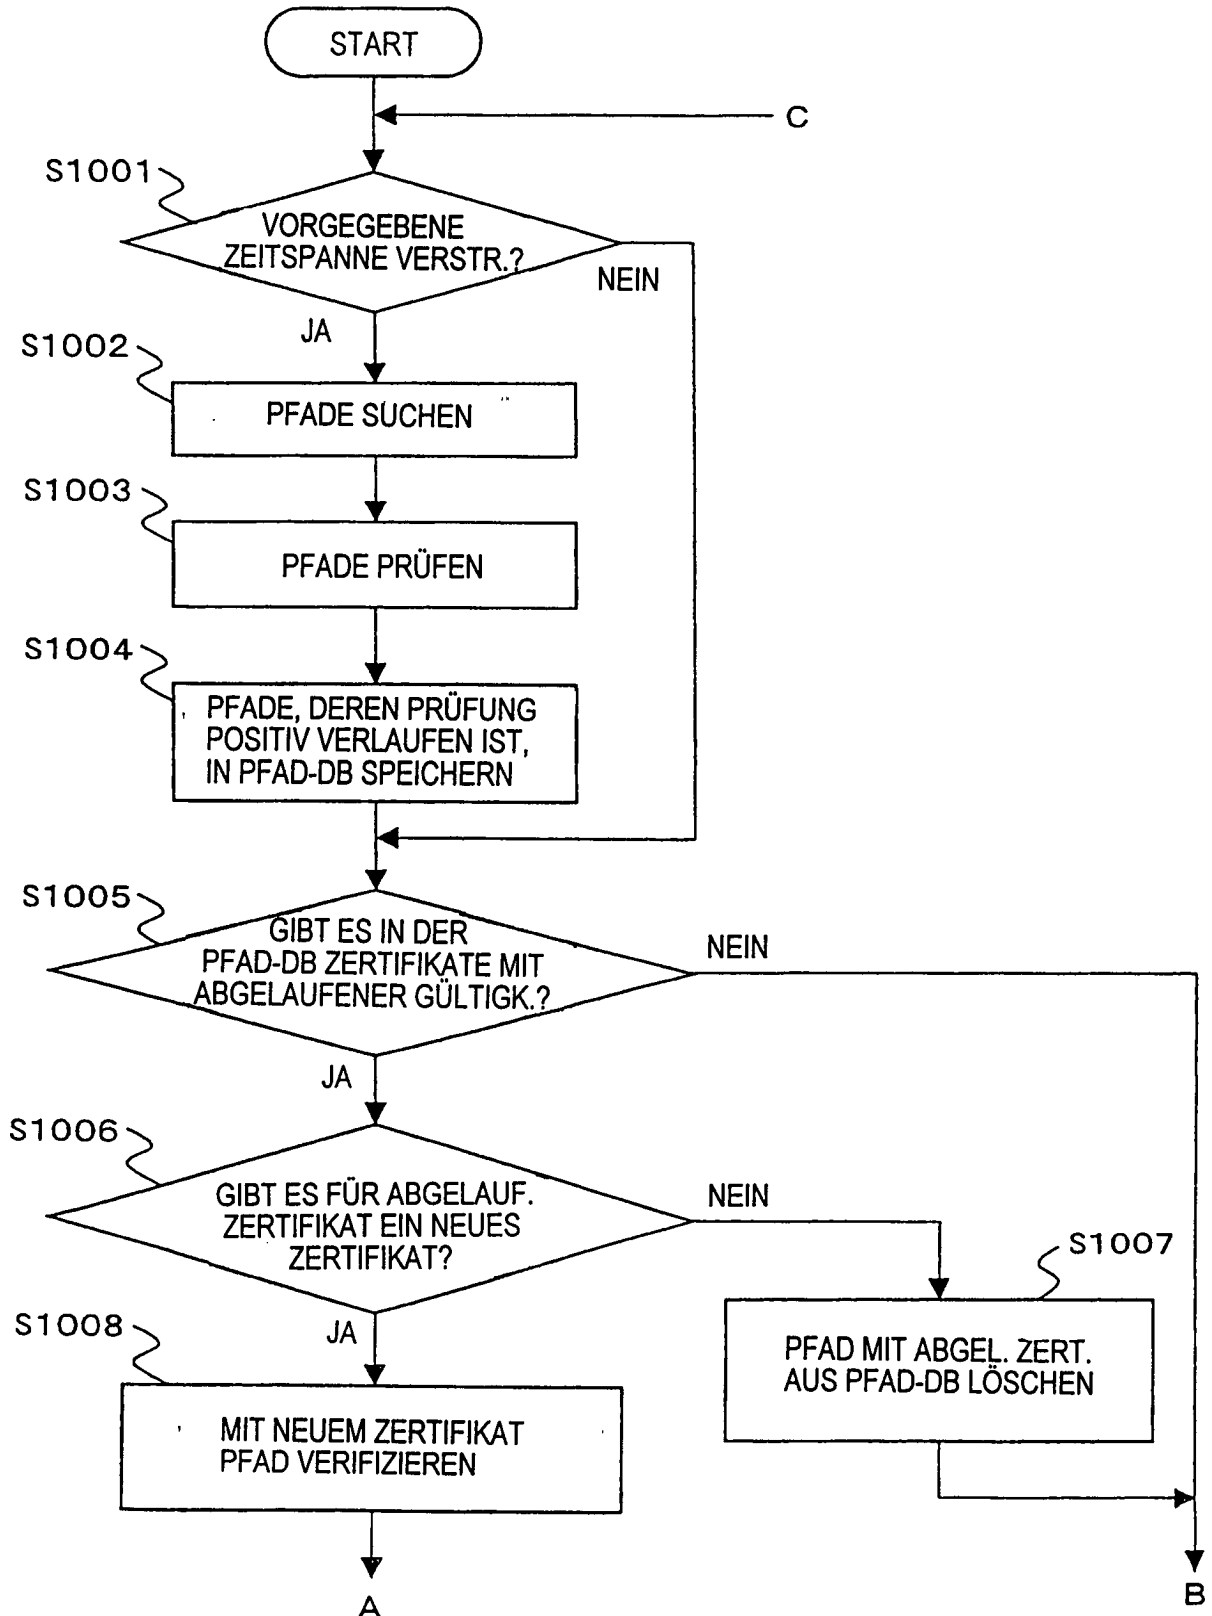 START
C
S1001
VORGEGEBENE
ZEITSPANNE VERSTR.?
NEIN
JA
S1002
PFADE SUCHEN
S1003
PFADE PRÜFEN
S1004
PFADE, DEREN PRÜFUNG
POSITIV VERLAUFEN IST,
IN PFAD-DB SPEICHERN
S1005
GIBT ES IN DER
PFAD-DB ZERTIFIKATE MIT
ABGELAUFENER GÜLTIGK.?
NEIN
JA
S1006
GIBT ES FÜR ABGELAUF.
ZERTIFIKAT EIN NEUES
ZERTIFIKAT?
NEIN
S1007
PFAD MIT ABGEL. ZERT.
AUS PFAD-DB LÖSCHEN
JA
S1008
MIT NEUEM ZERTIFIKAT
PFAD VERIFIZIEREN
A
B